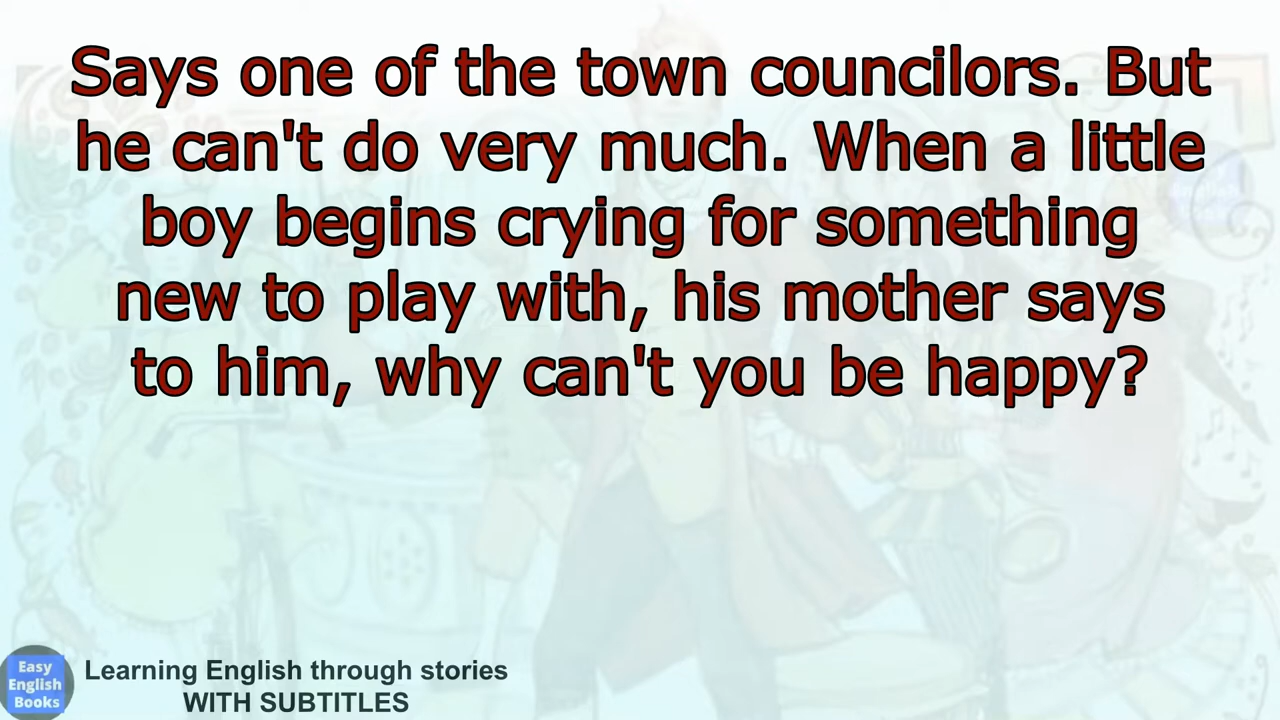 Says one of the town councilors. But
he can't do very much. When a little
boy begins crying for something
new to play with, his mother says
to him, why can't you be happy?
Easy
English
Books
Learning English through stories
WITH SUBTITLES